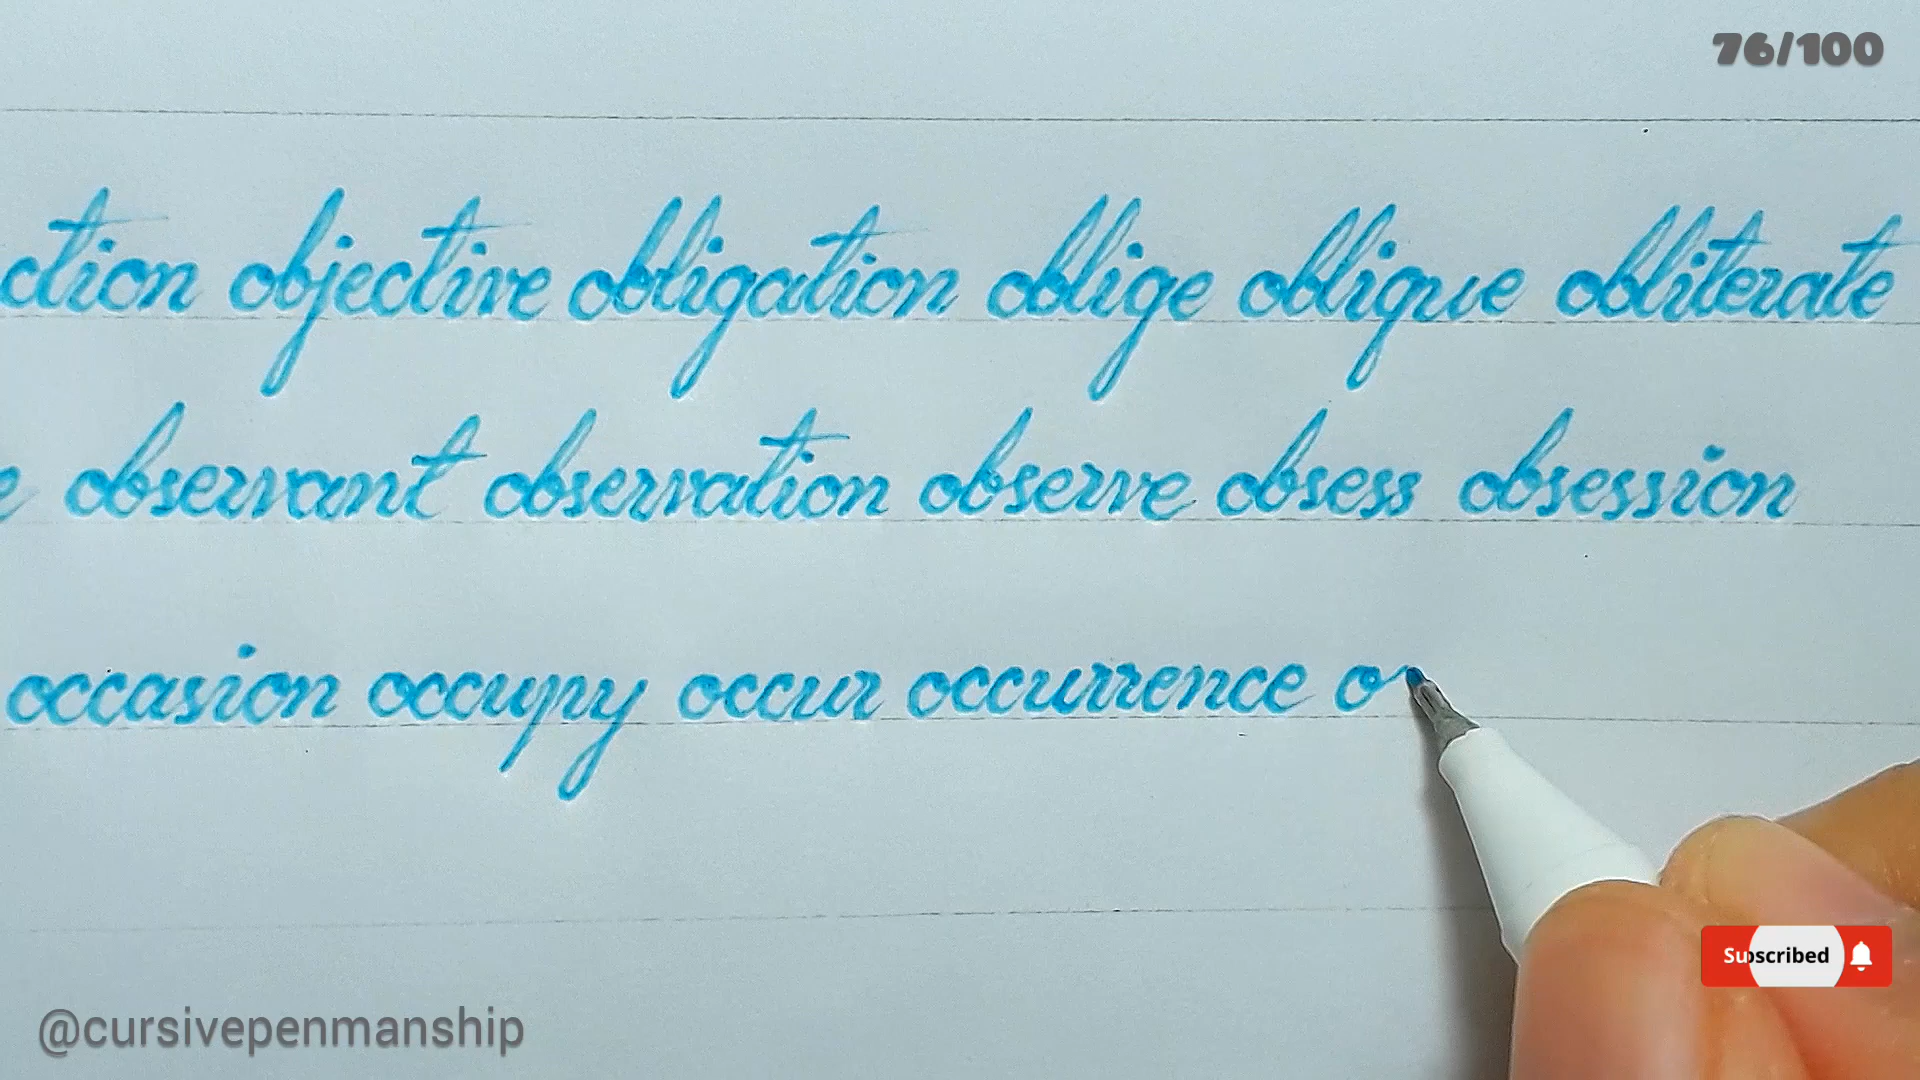 76/100
ction objective obligation oblige oblique obliterate
e observant observation observe obsess obsession
occasion occupy occur occurrence o
Subscribed
@cursivepenmanship